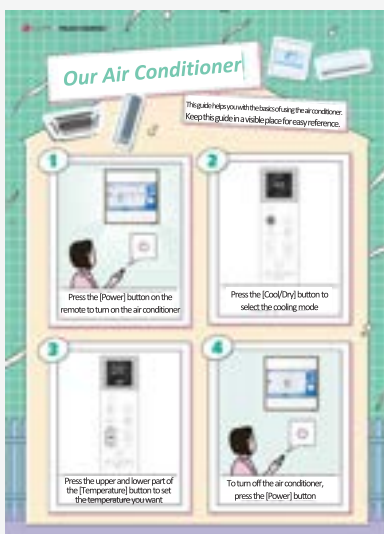 Our Air Conditioner
This guide helps you with the basics of using the air conditioner.
Keep this guide in a visible place for easy reference.
1
2
Press the [Power] button on the
remote to turn on the air conditioner
Press the [Cool/Dry] button to
select the cooling mode
3
4
Press the upper and lower part of
the [Temperature] button to set
the temperature you want
To turn off the air conditioner,
press the [Power] button